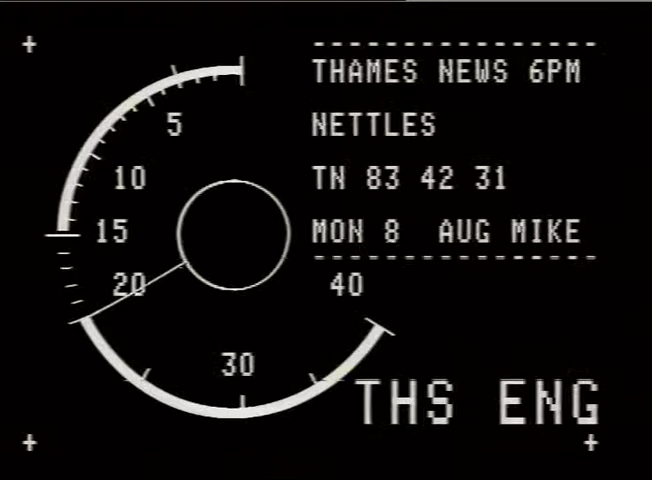 THAMES NEWS 6PM
NETTLES
TN 83 42 31
MON 8 AUG MIKE
5
10
15
20
30
40
THS ENG